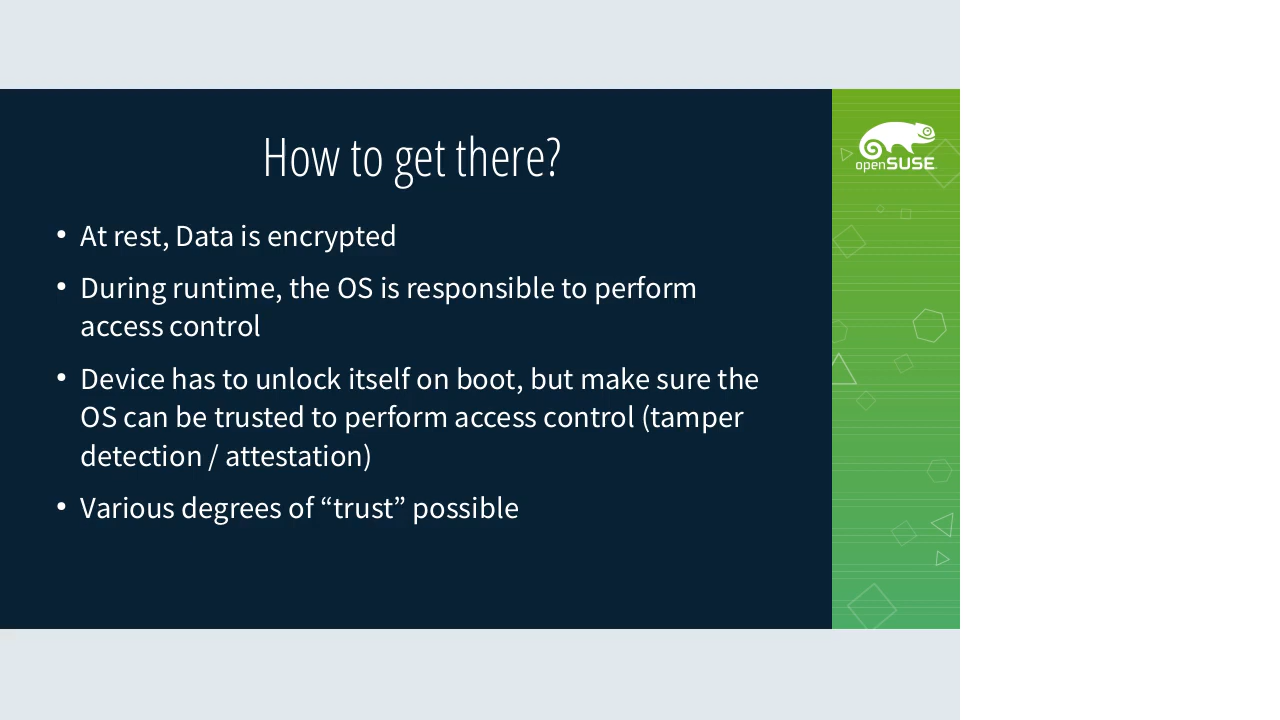 How to get there?
openSUSE
• At rest, Data is encrypted
• During runtime, the OS is responsible to perform
access control
• Device has to unlock itself on boot, but make sure the
OS can be trusted to perform access control (tamper
detection / attestation)
• Various degrees of “trust” possible